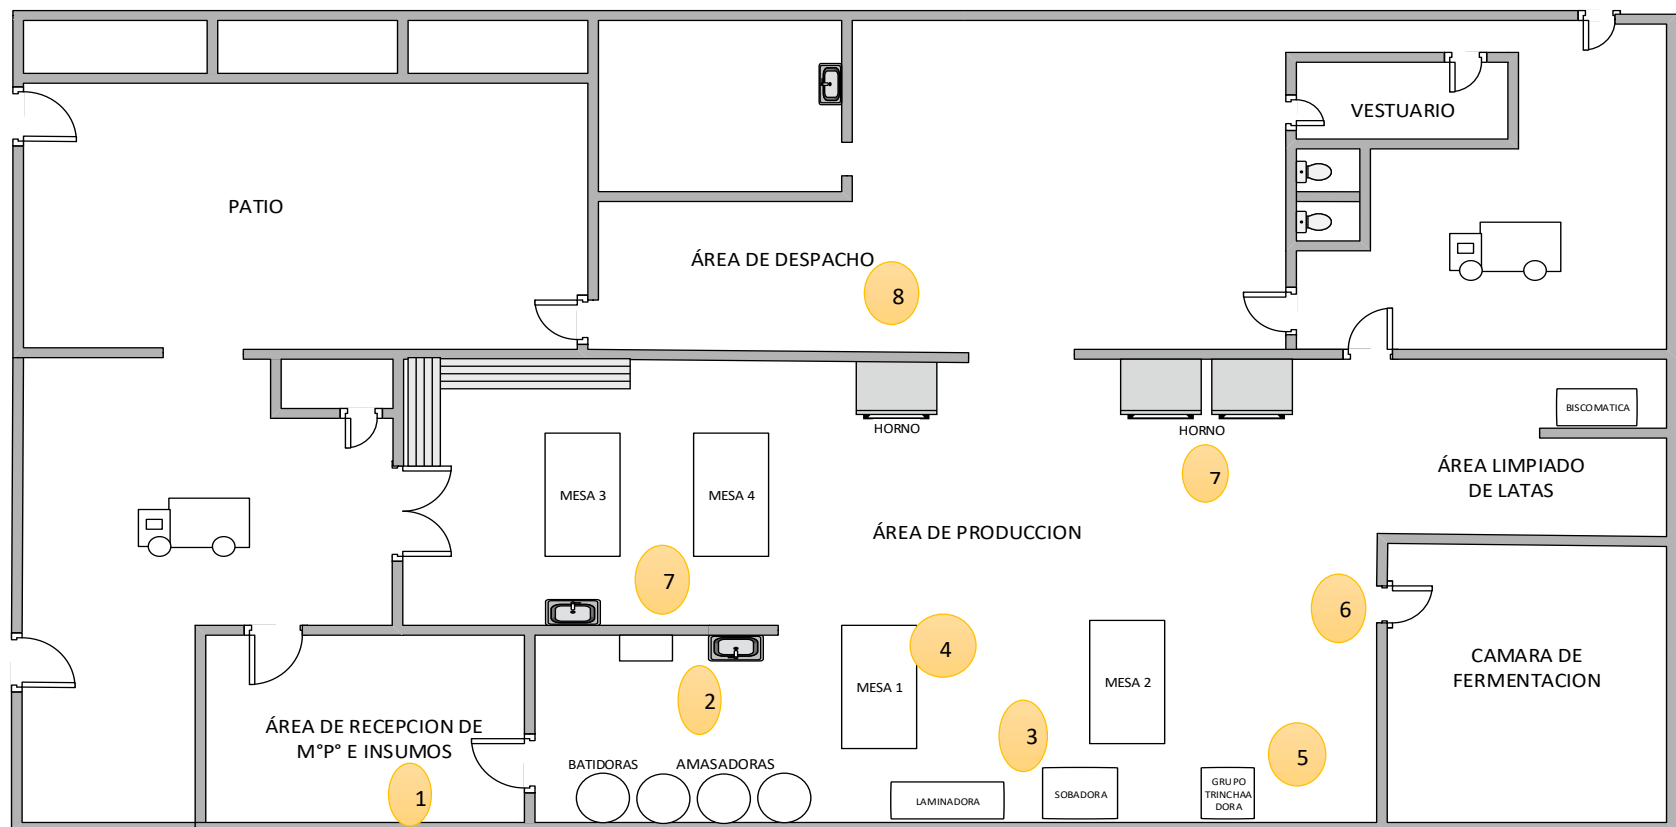 VESTUARIO
PATIO
ÁREA DE DESPACHO
8
HORNO
HORNO
BISCOMATICA
7
ÁREA LIMPIADO
DE LATAS
MESA 3
MESA 4
ÁREA DE PRODUCCION
7
6
4
MESA 1
MESA 2
CAMARA DE
FERMENTACION
2
ÁREA DE RECEPCION DE
M°P° E INSUMOS
3
5
BATIDORAS
AMASADORAS
1
LAMINADORA
SOBADORA
GRUPO
TRINCHAA
DORA